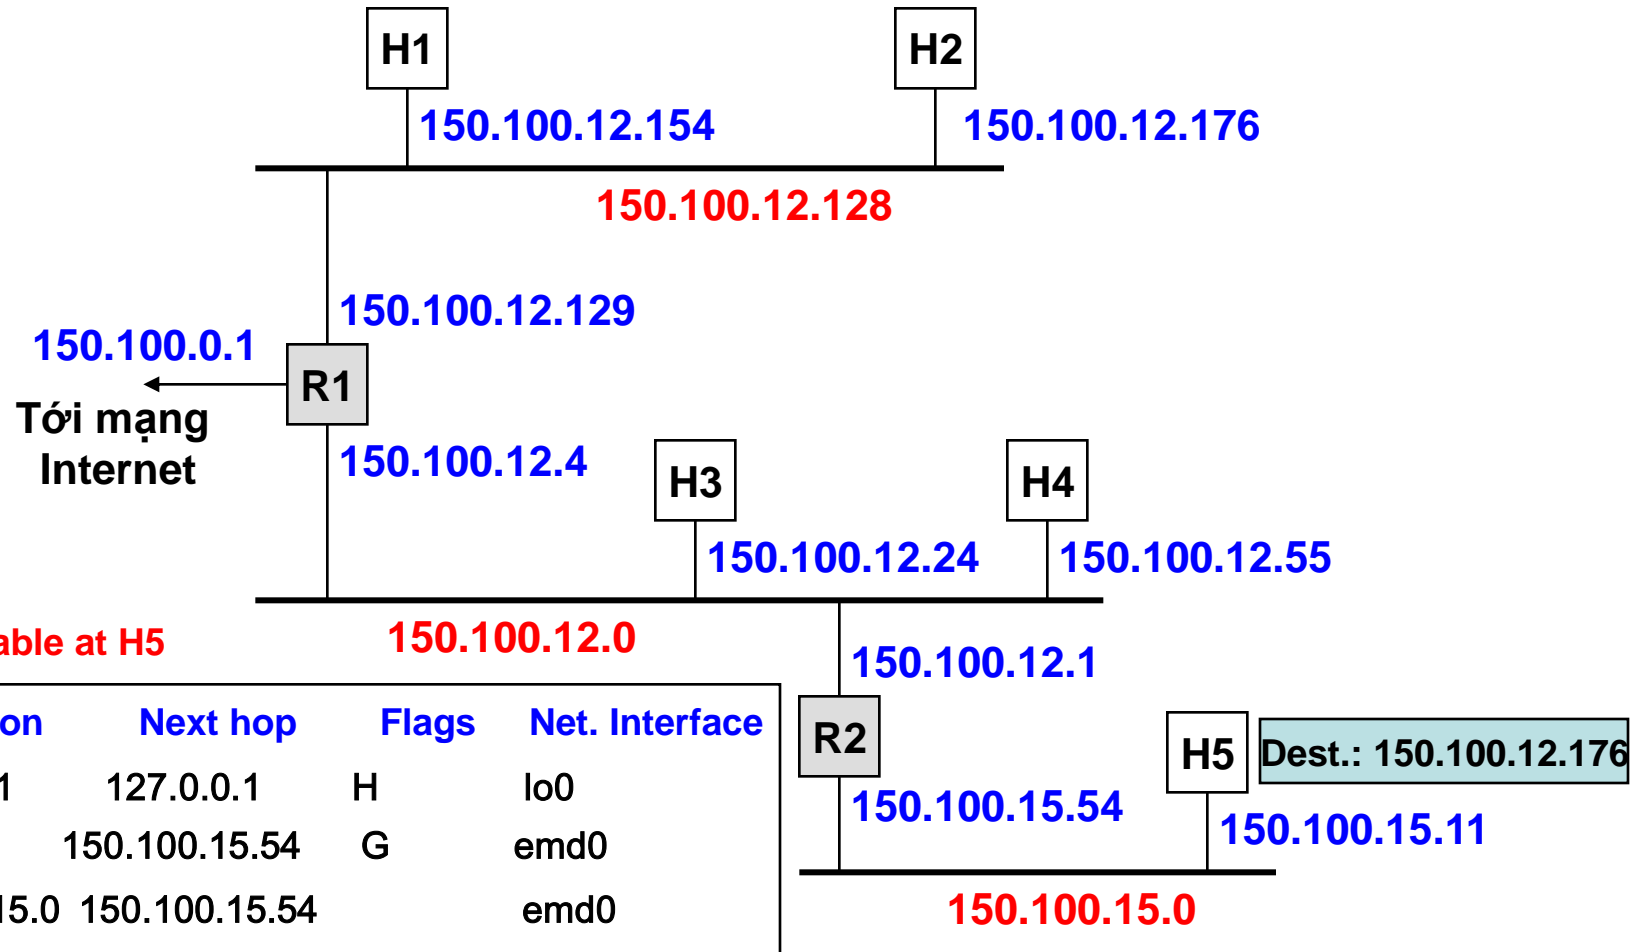 H1
H2
150.100.12.154
150.100.12.176
150.100.12.128
150.100.12.129
150.100.0.1
R1
Tới mạng
Internet
150.100.12.4
H3
H4
150.100.12.24
150.100.12.55
able at H5
150.100.12.0
150.100.12.1
on Next hop Flags Net. Interface
R2
H5
Dest.: 150.100.12.176
1 127.0.0.1 H lo0
150.100.15.54
150.100.15.11
150.100.15.54 G emd0
15.0 150.100.15.54 emd0
150.100.15.0